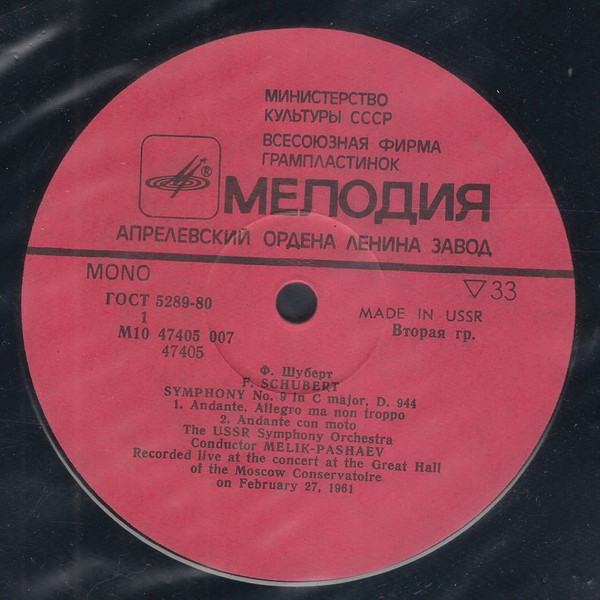 МИНИСТЕРСТВО
КУЛЬТУРЫ СССР
ВСЕСОЮЗНАЯ ФИРМА
ГРАМПЛАСТИНОК
®
МЕЛОДИЯ
АПРЕЛЕВСКИЙ ОРДЕНА ЛЕНИНА ЗАВОД
MONO
▽33
ГОСТ 5289-80
MADE IN USSR
1
Вторая гр.
М10 47405 007
47405
Ф. Шуберт
F. SCHUBERT
SYMPHONY No. 9 in C major, D. 944
1. Andante. Allegro ma non troppo
2. Andante con moto
The USSR Symphony Orchestra
Conductor MELIK-PASHAEV
Recorded live at the concert at the Great Hall
of the Moscow Conservatoire
on February 27, 1961